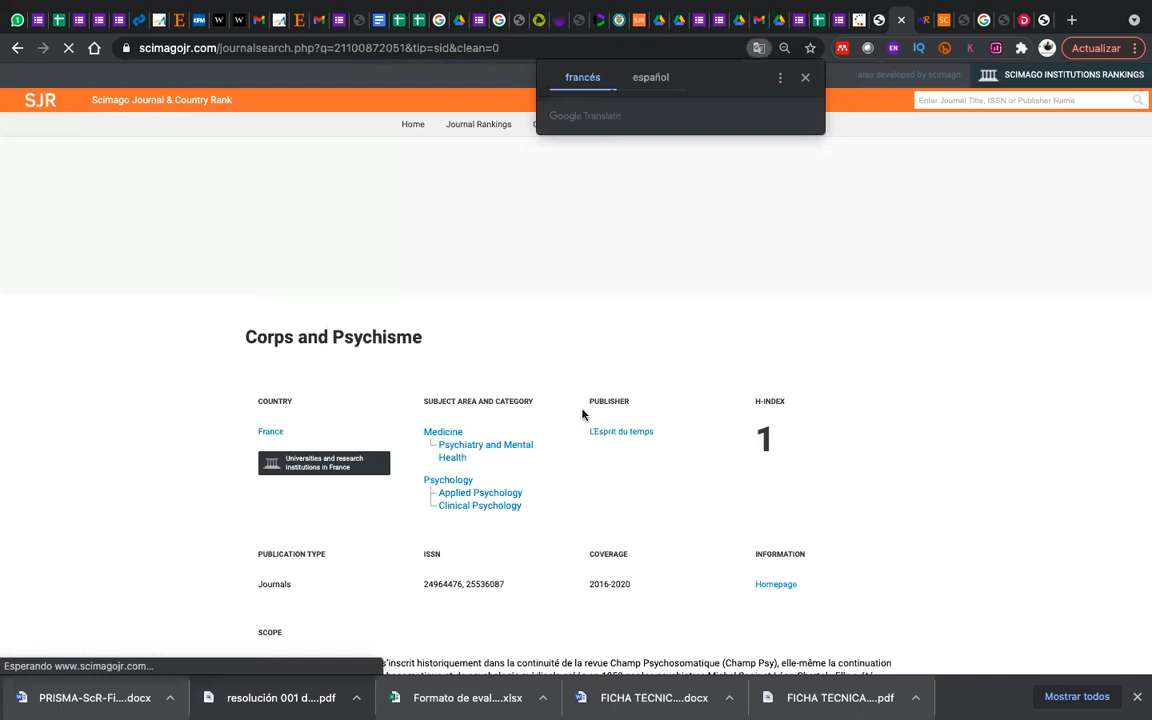 scimagojr.com/journalsearch.php?q=21100872051&tip=sid&clean=0
Actualizar
francés español
Google Translate
also developed by scimago:
SCIMAGO INSTITUTIONS RANKINGS
SJR
Scimago Journal & Country Rank
Enter Journal Title, ISSN or Publisher Name
Home Journal Rankings
Corps and Psychisme
COUNTRY
SUBJECT AREA AND CATEGORY
PUBLISHER
H-INDEX
France
Universities and research
institutions in France
Medicine
Psychiatry and Mental
Health
Psychology
Applied Psychology
Clinical Psychology
L'Esprit du temps
1
PUBLICATION TYPE
ISSN
COVERAGE
INFORMATION
Journals
24964476, 25536087
2016-2020
Homepage
SCOPE
s'inscrit historiquement dans la continuité de la revue Champ Psychosomatique (Champ Psy), elle-même la continuation
Esperando www.scimagojr.com...
PRISMA-ScR-Fi....docx
resolución 001 d....pdf
Formato de eval....xlsx
FICHA TECNIC....docx
FICHA TECNICA....pdf
Mostrar todos